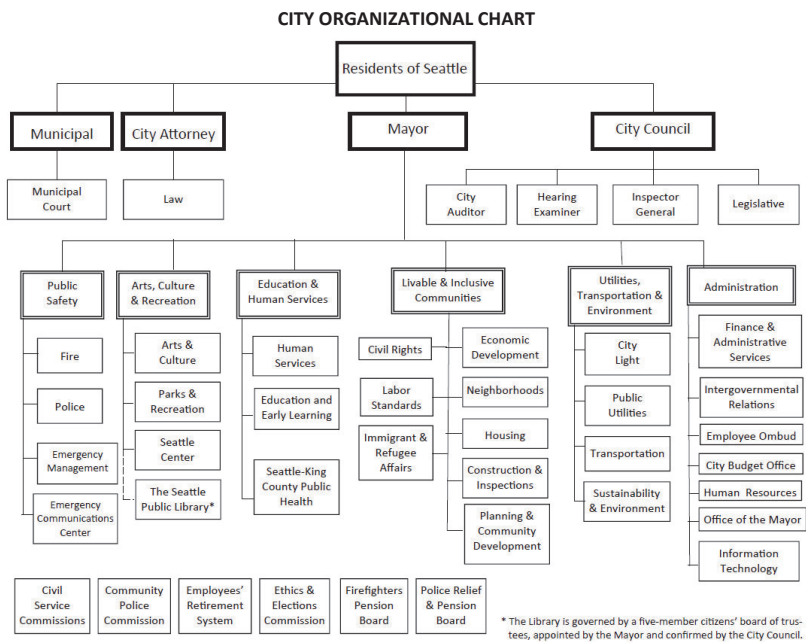 CITY ORGANIZATIONAL CHART
Residents of Seattle
Municipal
City Attorney
Mayor
City Council
Municipal
Court
Law
City
Auditor
Hearing
Examiner
Inspector
General
Legislative
Public
Safety
Arts, Culture
& Recreation
Education &
Human Services
Livable & Inclusive
Communities
Utilities,
Transportation &
Environment
Administration
Fire
Police
Emergency
Management
Emergency
Communications
Center
Arts &
Culture
Parks &
Recreation
Seattle
Center
The Seattle
Public Library*
Human
Services
Education and
Early Learning
Seattle-King
County Public
Health
Civil Rights
Labor
Standards
Immigrant &
Refugee
Affairs
Economic
Development
Neighborhoods
Housing
Construction &
Inspections
Planning &
Community
Development
City
Light
Public
Utilities
Transportation
Sustainability
& Environment
Finance &
Administrative
Services
Intergovernmental
Relations
Employee Ombud
City Budget Office
Human Resources
Office of the Mayor
Information
Technology
Civil
Service
Commissions
Community
Police
Commission
Employees'
Retirement
System
Ethics &
Elections
Commission
Firefighters
Pension
Board
Police Relief
& Pension
Board
* The Library is governed by a five-member citizens' board of trus-
tees, appointed by the Mayor and confirmed by the City Council.